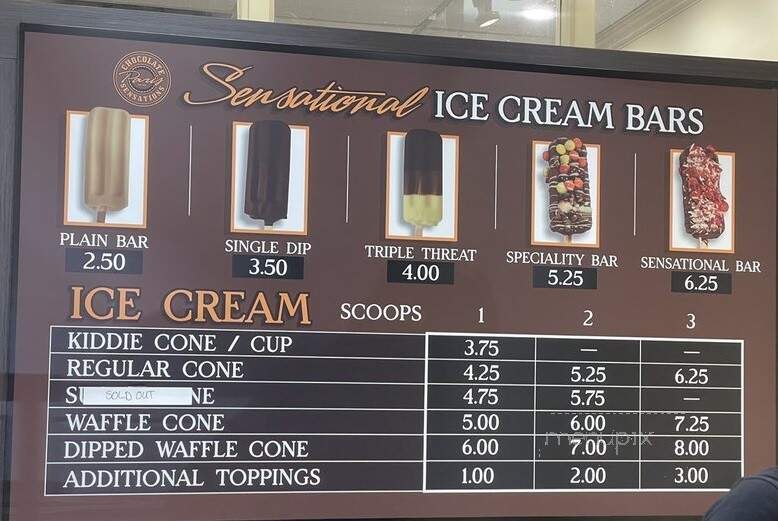 CHOCOLATE
SENSATIONS
Sensational ICE CREAM BARS
PLAIN BAR
2.50
SINGLE DIP
3.50
TRIPLE THREAT
4.00
SPECIALITY BAR
5.25
SENSATIONAL BAR
6.25
ICE CREAM SCOOPS 1 2 3
KIDDIE CONE / CUP 3.75 — —
REGULAR CONE 4.25 5.25 6.25
SOLD OUT 4.75 5.75 —
WAFFLE CONE 5.00 6.00 7.25
DIPPED WAFFLE CONE 6.00 7.00 8.00
ADDITIONAL TOPPINGS 1.00 2.00 3.00
menupix